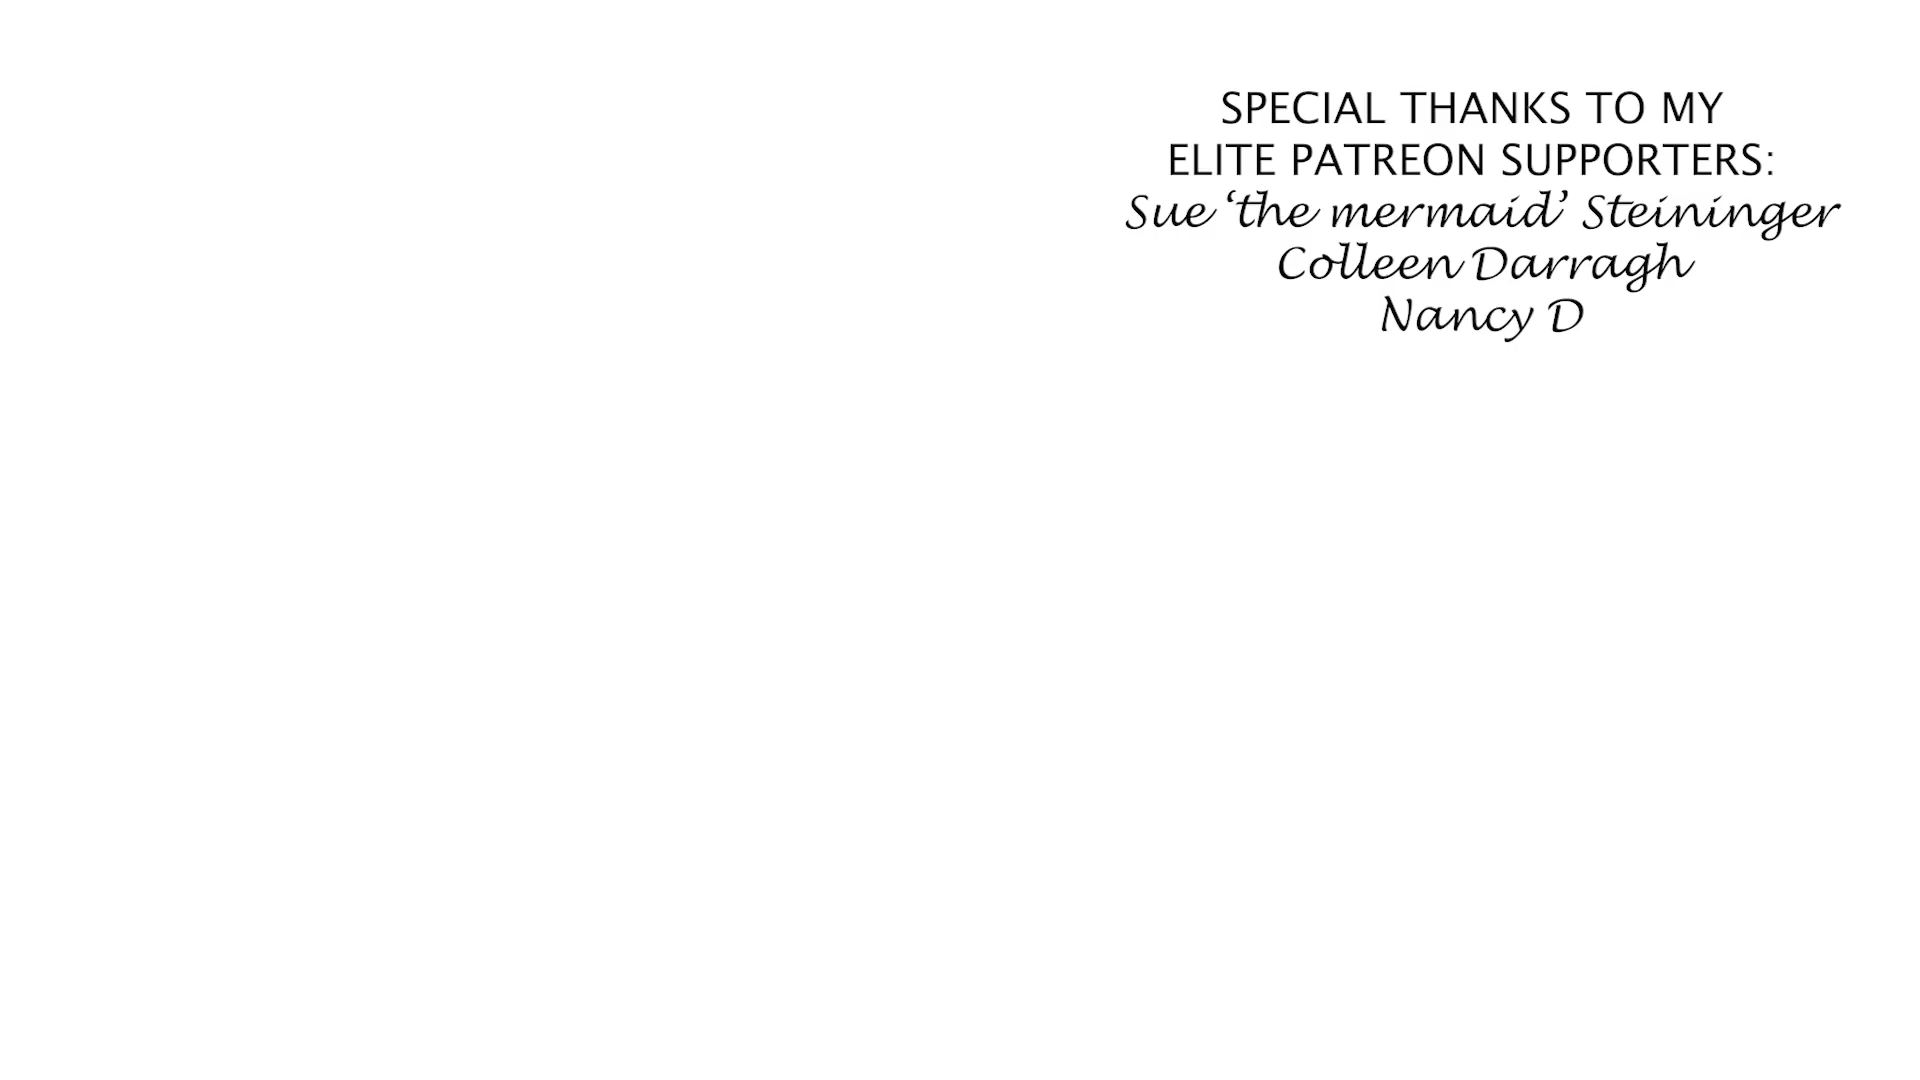 SPECIAL THANKS TO MY
ELITE PATREON SUPPORTERS:
Sue ‘the mermaid’ Steininger
Colleen Darragh
Nancy D